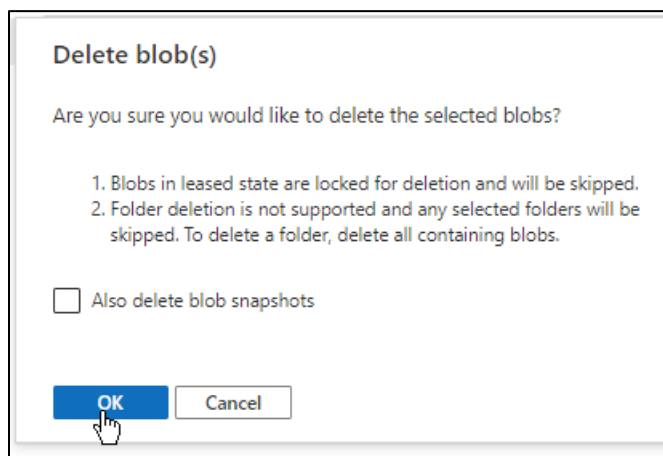 Delete blob(s)
Are you sure you would like to delete the selected blobs?
1. Blobs in leased state are locked for deletion and will be skipped.
2. Folder deletion is not supported and any selected folders will
skipped. To delete a folder, delete all containing blobs.
Also delete blob snapshots
OK
Cancel